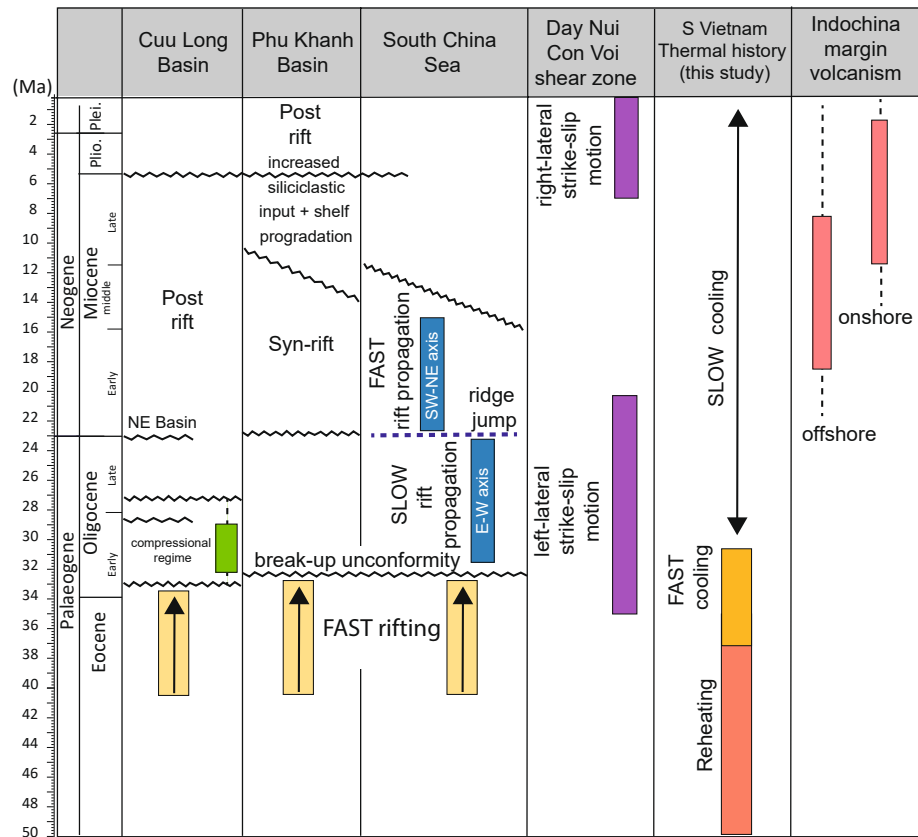 Cuu Long
Basin
Phu Khanh
Basin
South China
Sea
Day Nui
Con Voi
shear zone
S Vietnam
Thermal history
(this study)
Indochina
margin
volcanism
(Ma)
2
4
6
8
10
12
14
16
18
20
22
24
26
28
30
32
34
36
38
40
42
44
46
48
50
Neogene
Palaeogene
Plei.
Plio.
Miocene
Late
middle
Early
Oligocene
Late
Early
Eocene
Post
rift
NE Basin
compressional
regime
Post
rift
increased
siliciclastic
input + shelf
progradation
Syn-rift
break-up unconformity
FAST rifting
FAST
rift propagation
SW-NE axis
ridge
jump
SLOW
rift
propagation
E-W axis
right-lateral
strike-slip
motion
left-lateral
strike-slip
motion
SLOW cooling
FAST
cooling
Reheating
onshore
offshore